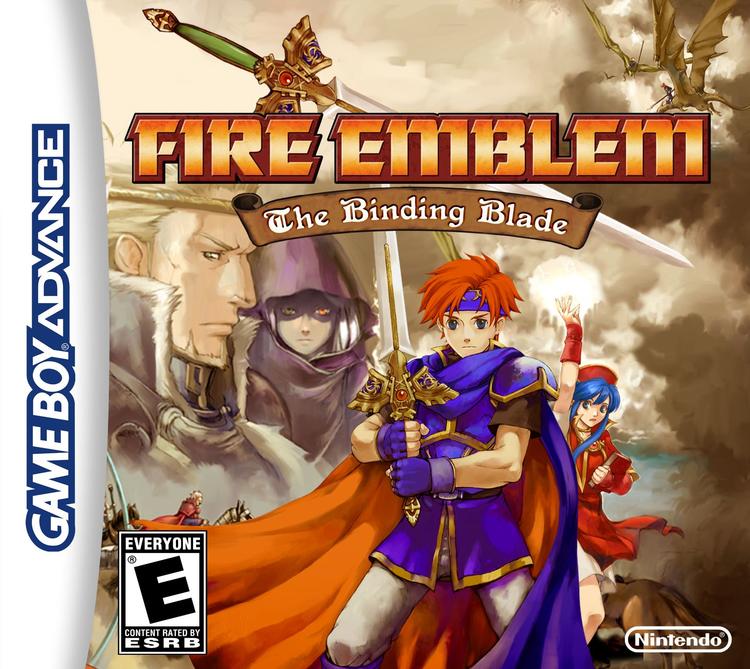 FIRE EMBLEM
The Binding Blade
GAME BOY ADVANCE
EVERYONE
E
®
CONTENT RATED BY
ESRB
Nintendo®